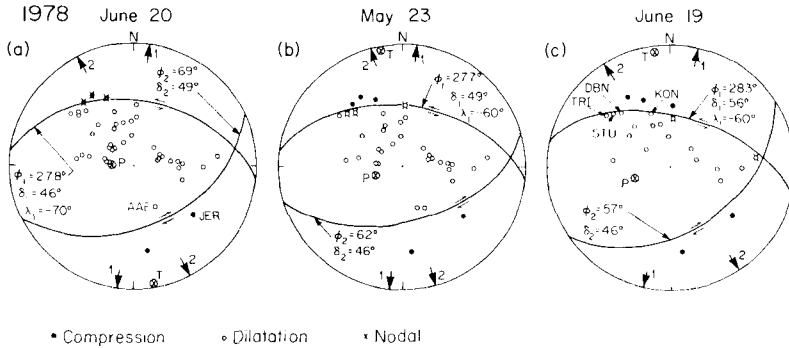 1978 June 20 May 23 June 19
(a) N (b) N (c) N
2 1 2 T 1 2 T 1
ϕ2=69°
δ2=49°
ϕ1=277°
δ1=49°
λ1=-60°
ϕ1=283°
δ1=56°
λ1=-60°
DBN KON
TRI
STU
B
P P P
ϕ1=278°
δ1=46°
λ1=-70°
AAE
JER
ϕ2=62°
δ2=46°
ϕ2=57°
δ2=46°
1 T 2 1 2 1 2
• Compression ○ Dilatation x Nodal